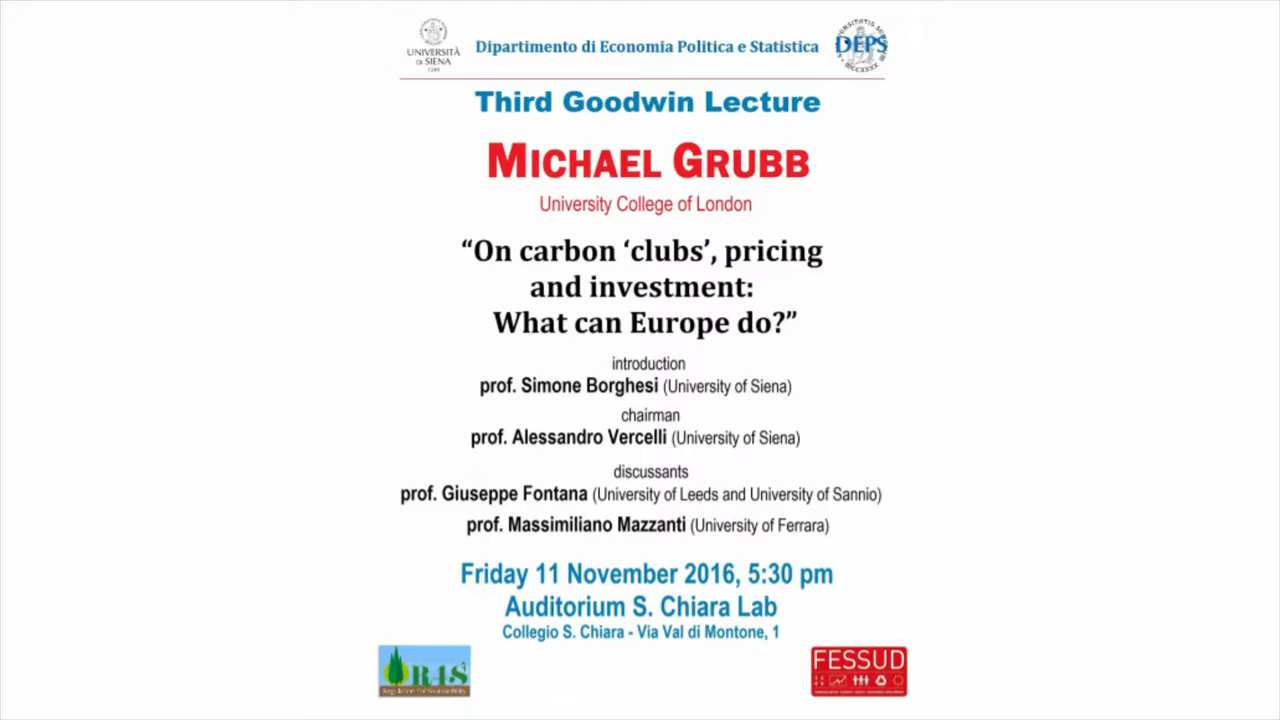 UNIVERSITÀ
DI SIENA
1240
Dipartimento di Economia Politica e Statistica
DEPS
Third Goodwin Lecture
MICHAEL GRUBB
University College of London
“On carbon ‘clubs’, pricing
and investment:
What can Europe do?”
introduction
prof. Simone Borghesi (University of Siena)
chairman
prof. Alessandro Vercelli (University of Siena)
discussants
prof. Giuseppe Fontana (University of Leeds and University of Sannio)
prof. Massimiliano Mazzanti (University of Ferrara)
Friday 11 November 2016, 5:30 pm
Auditorium S. Chiara Lab
Collegio S. Chiara - Via Val di Montone, 1
FESSUD